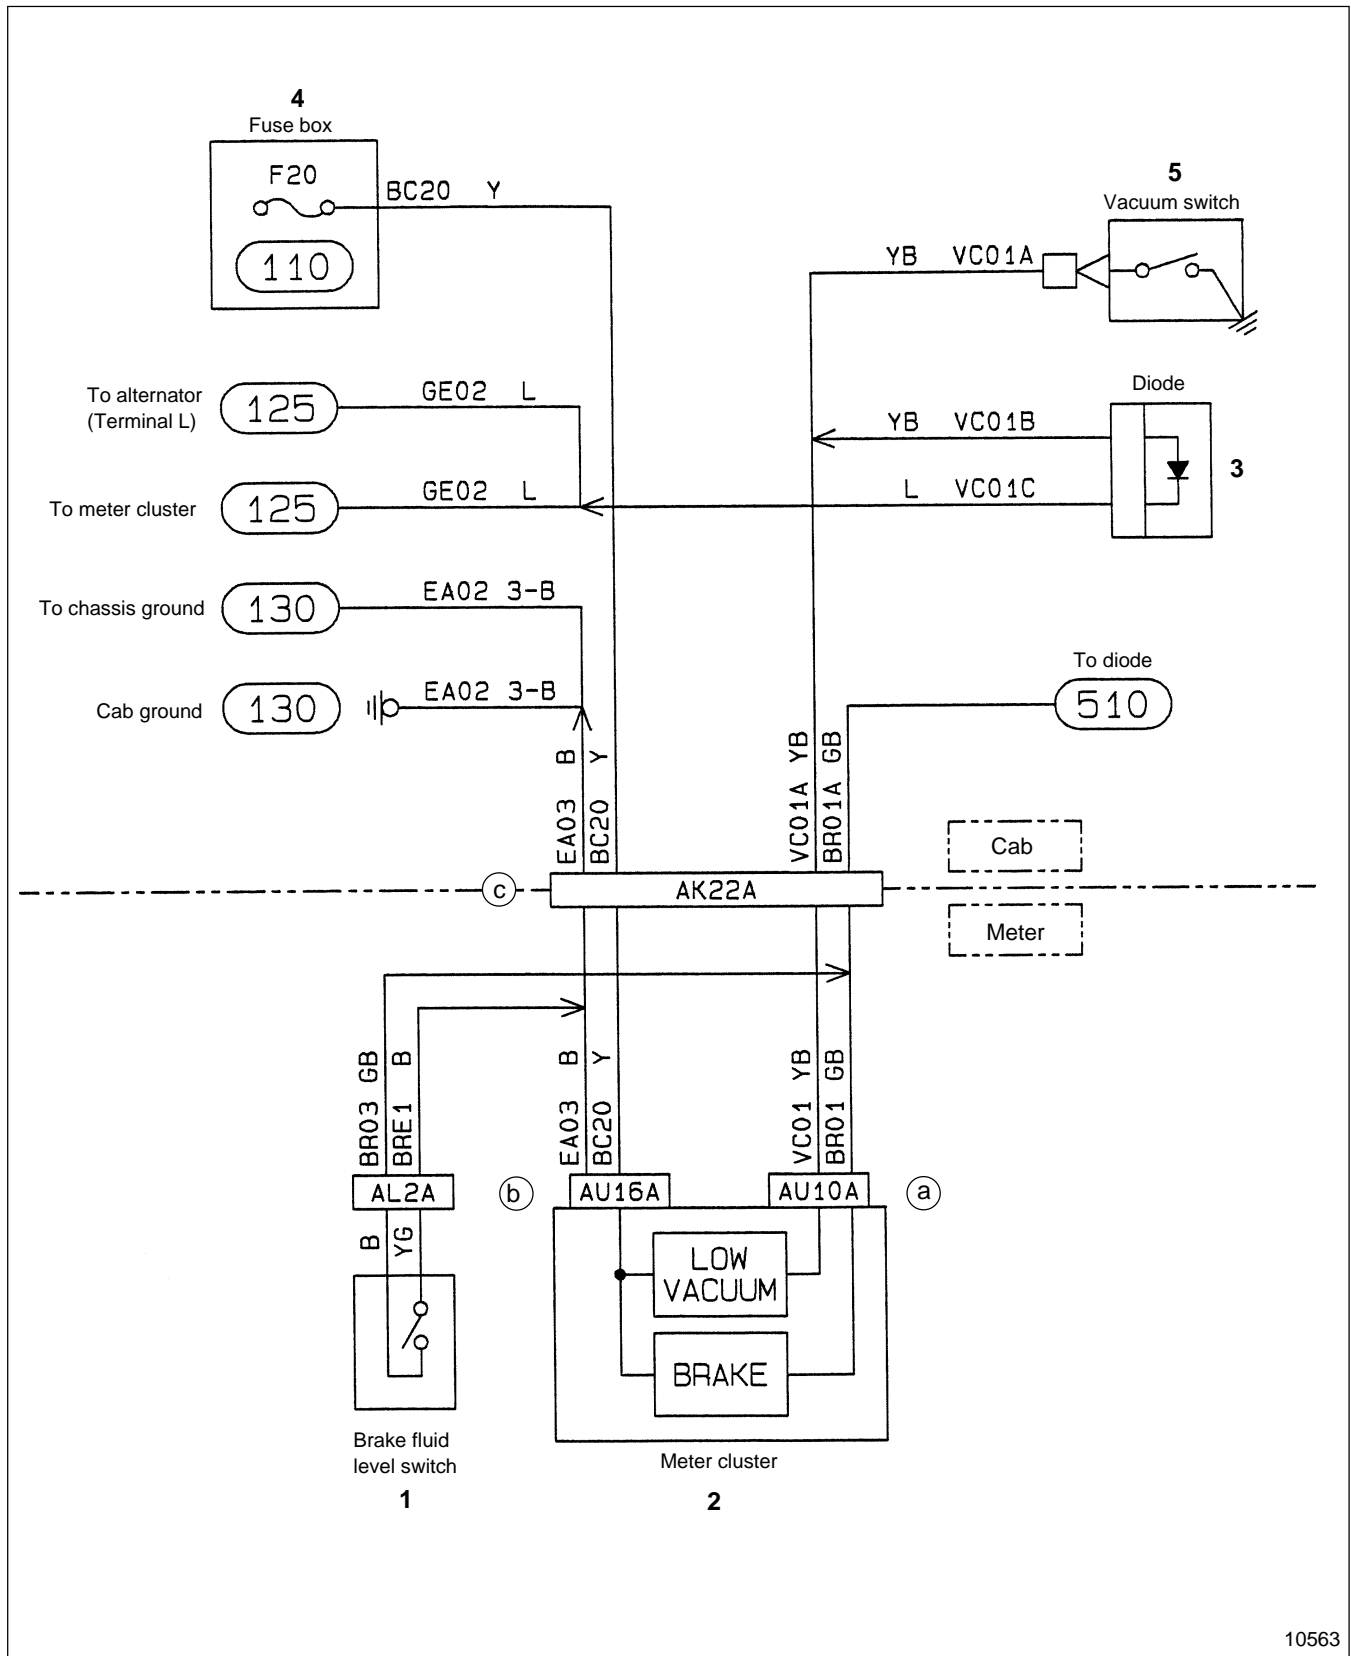 4
Fuse box
F20
110
BC20 Y
5
Vacuum switch
YB VC01A
To alternator
(Terminal L)
125
GE02 L
Diode
YB VC01B
3
To meter cluster
125
GE02 L
L VC01C
To chassis ground
130
EA02 3-B
Cab ground
130
EA02 3-B
To diode
510
EA03 B
BC20 Y
VC01A YB
BR01A GB
Cab
c
AK22A
Meter
BR03 GB
BRE1 B
EA03 B
BC20 Y
VC01 YB
BR01 GB
AL2A
b
AU16A
AU10A
a
B
YG
LOW
VACUUM
BRAKE
Brake fluid
level switch
1
Meter cluster
2
10563